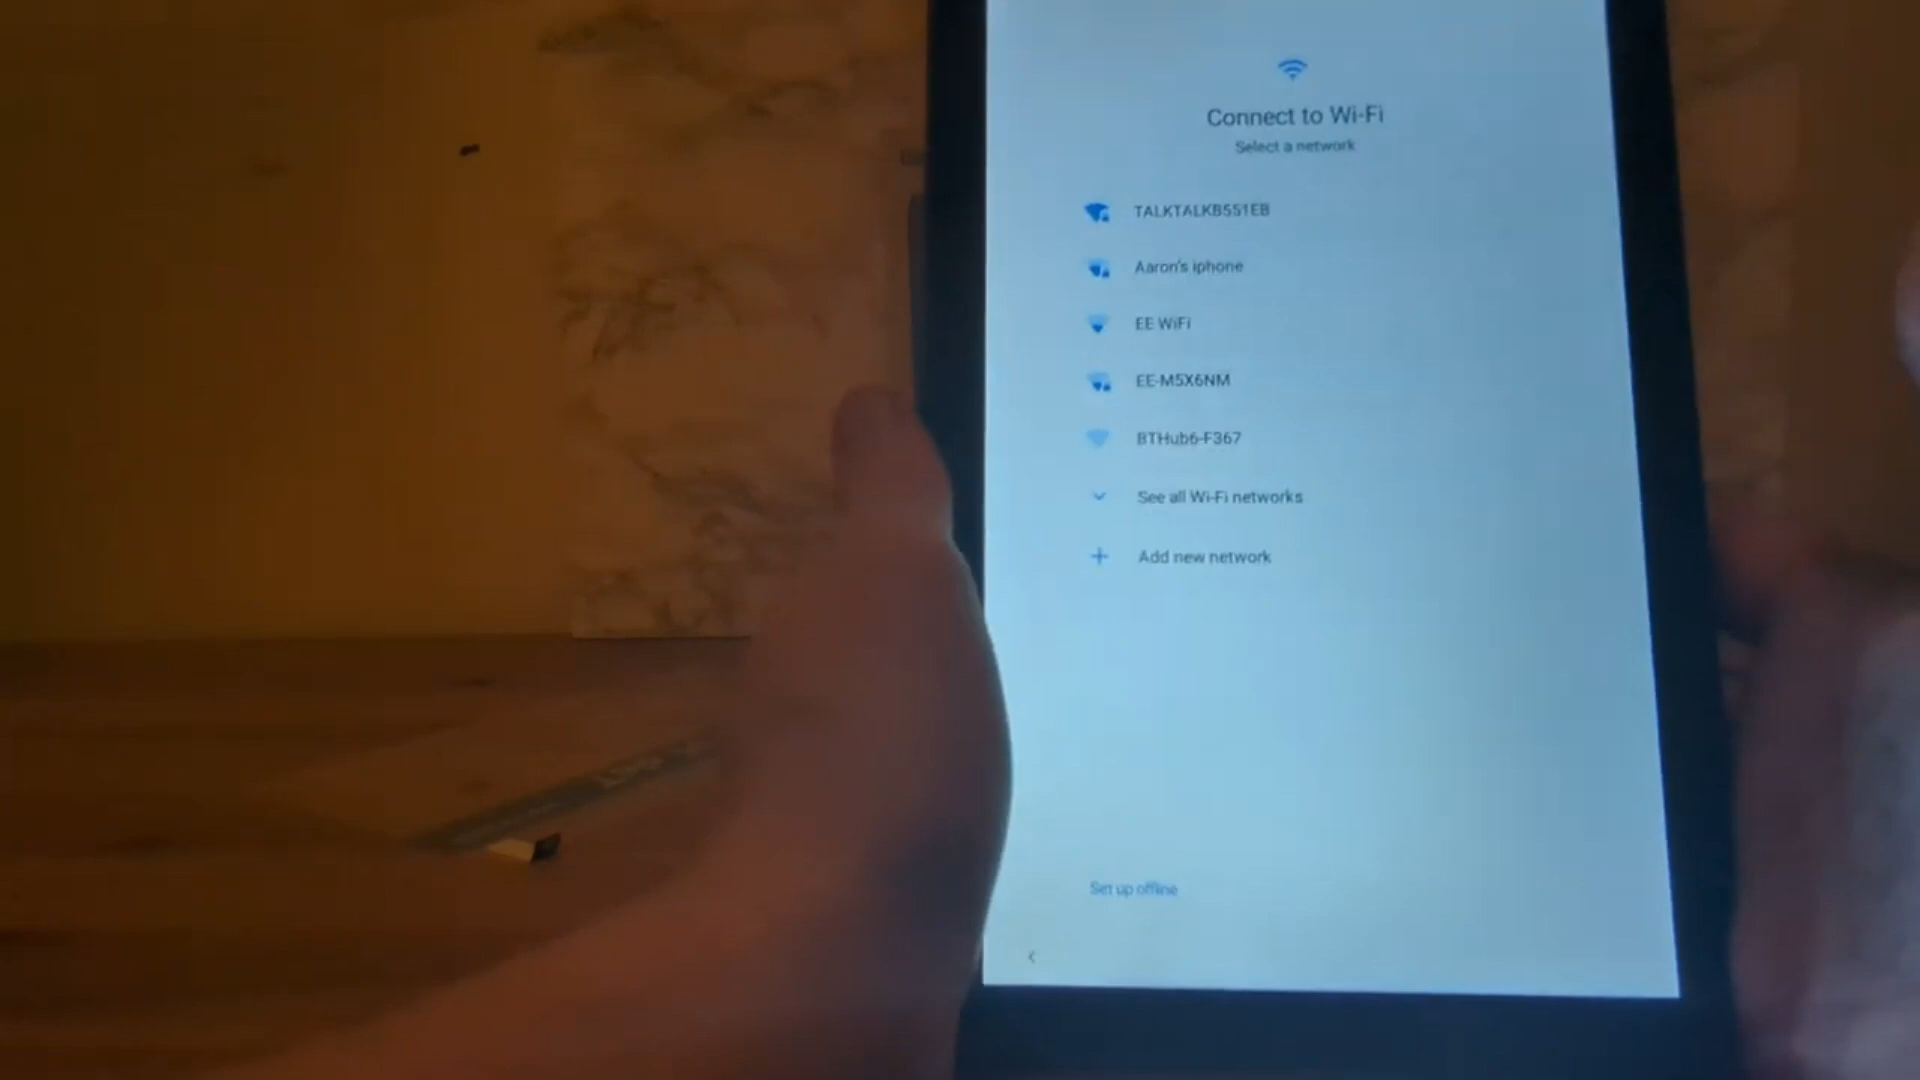 Connect to Wi-Fi
Select a network
TALKTALKB551EB
Aaron's iphone
EE WiFi
EE-M5X6NM
BTHub6-F367
See all Wi-Fi networks
Add new network
Set up offline